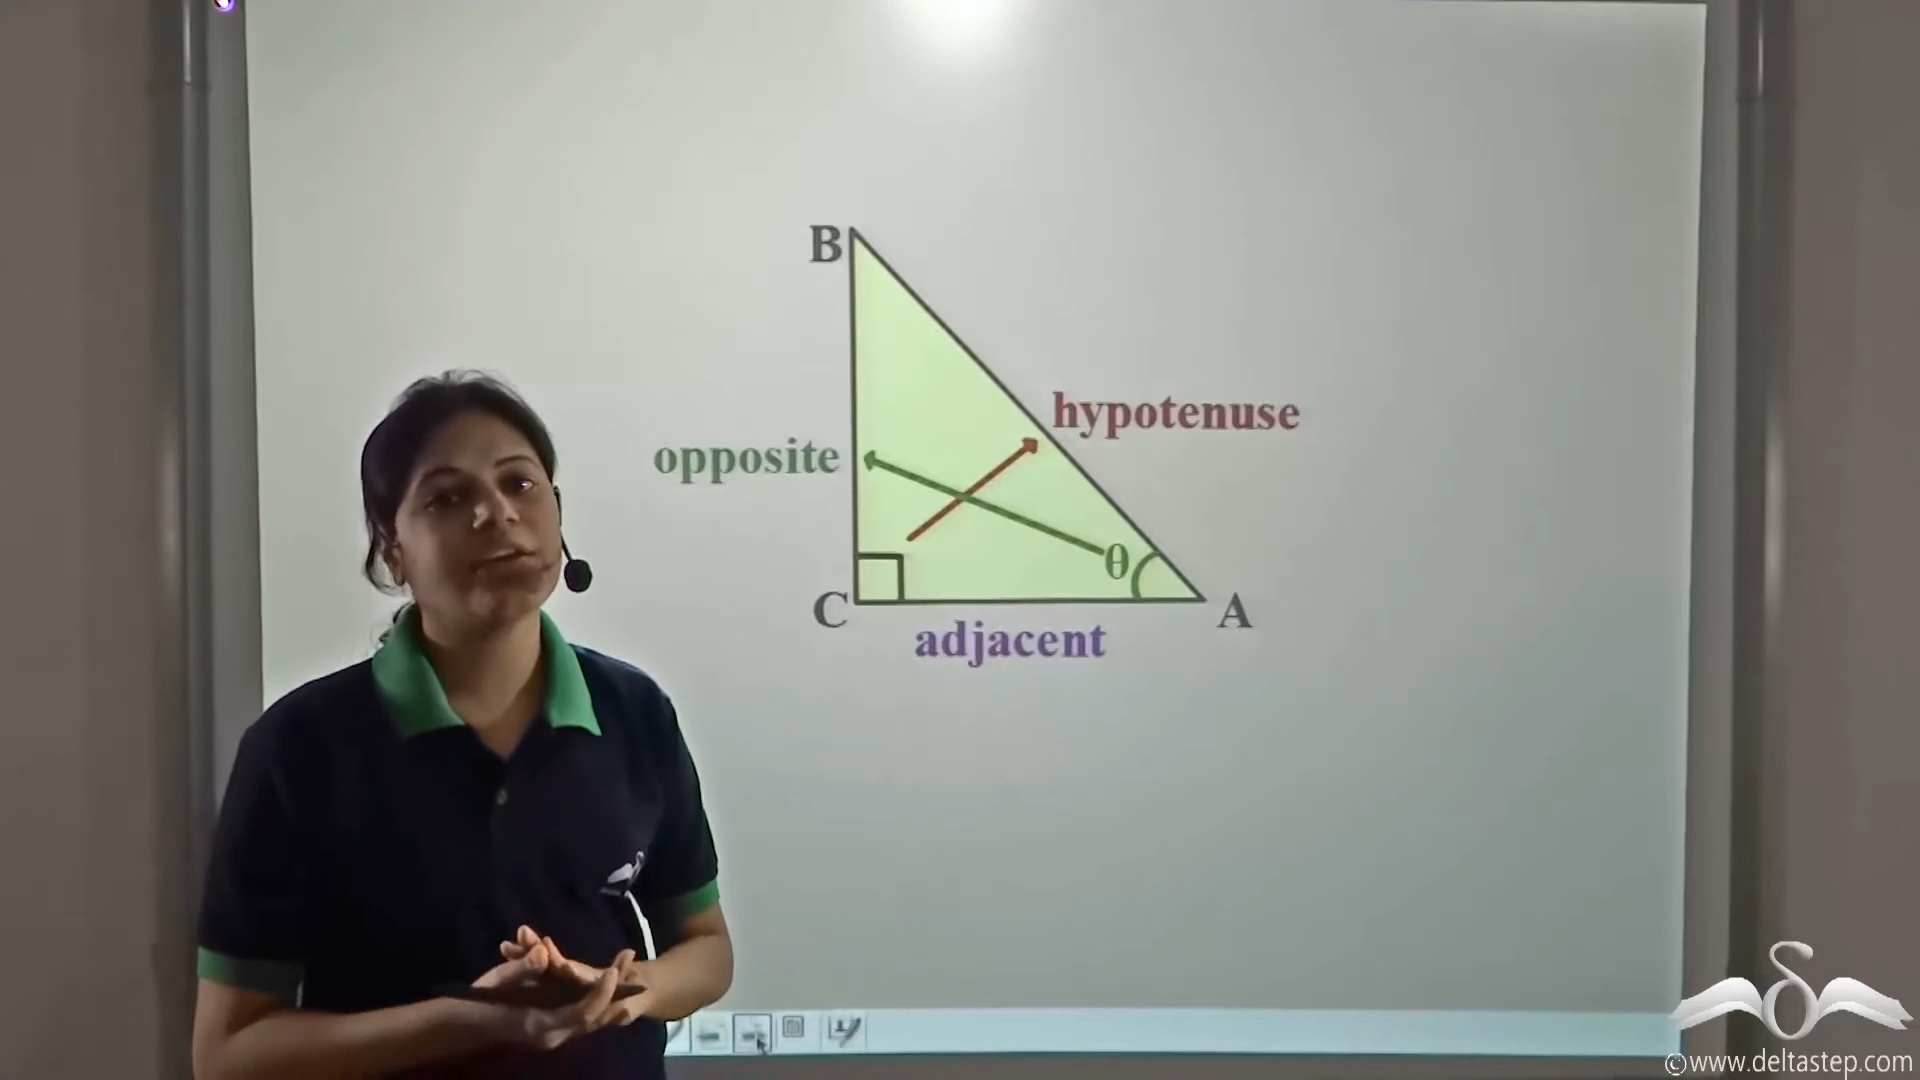 B
hypotenuse
opposite
θ
C
A
adjacent
©www.deltastep.com